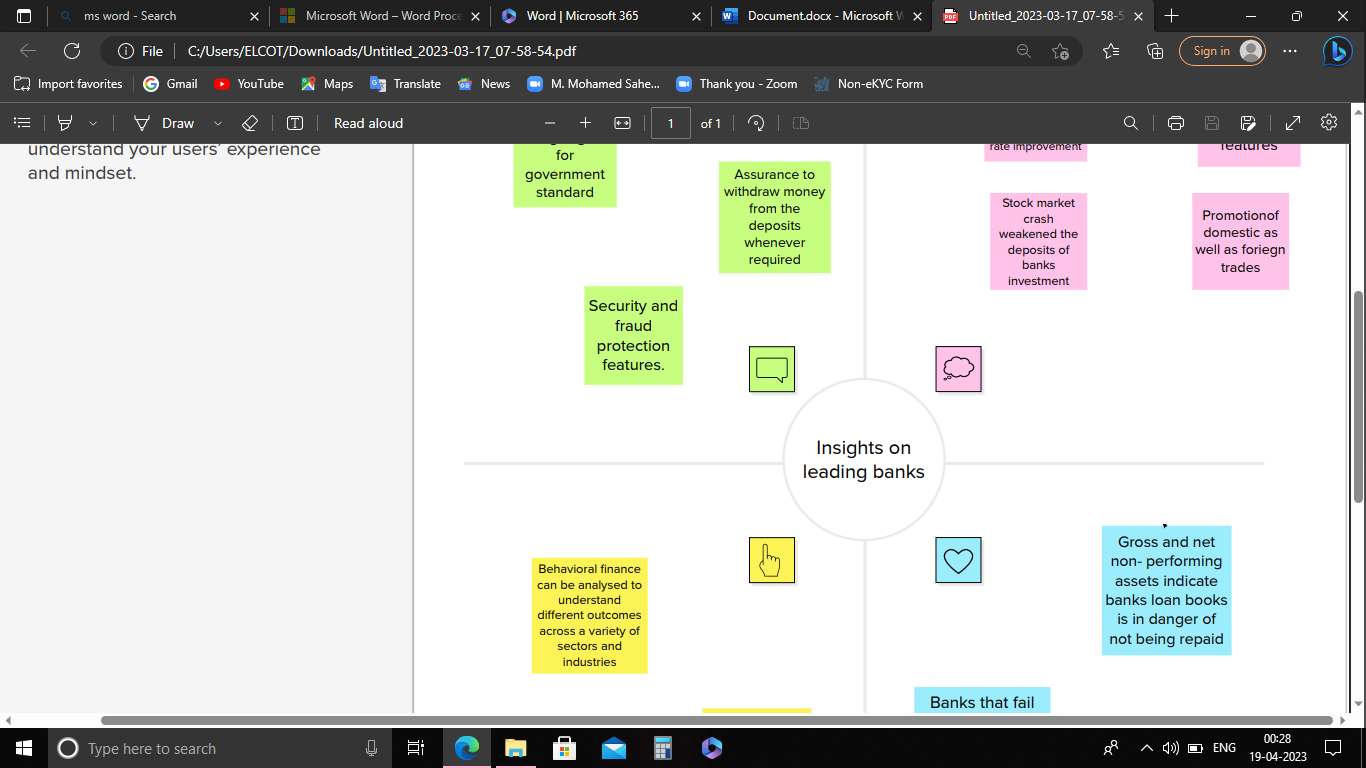 ms word - Search
Microsoft Word – Word Proce
Word | Microsoft 365
Document.docx - Microsoft W
Untitled_2023-03-17_07-58-5
File
C:/Users/ELCOT/Downloads/Untitled_2023-03-17_07-58-54.pdf
Sign in
Import favorites
Gmail
YouTube
Maps
Translate
News
M. Mohamed Sahe...
Thank you - Zoom
Non-eKYC Form
Draw
Read aloud
1
of 1
understand your users’ experience
and mindset.
for
government
standard
Assurance to
withdraw money
from the
deposits
whenever
required
Security and
fraud
protection
features.
rate improvement
features
Stock market
crash
weakened the
deposits of
banks
investment
Promotionof
domestic as
well as foriegn
trades
Insights on
leading banks
Behavioral finance
can be analysed to
understand
different outcomes
across a variety of
sectors and
industries
Gross and net
non- performing
assets indicate
banks loan books
is in danger of
not being repaid
Banks that fail
Type here to search
ENG
00:28
19-04-2023